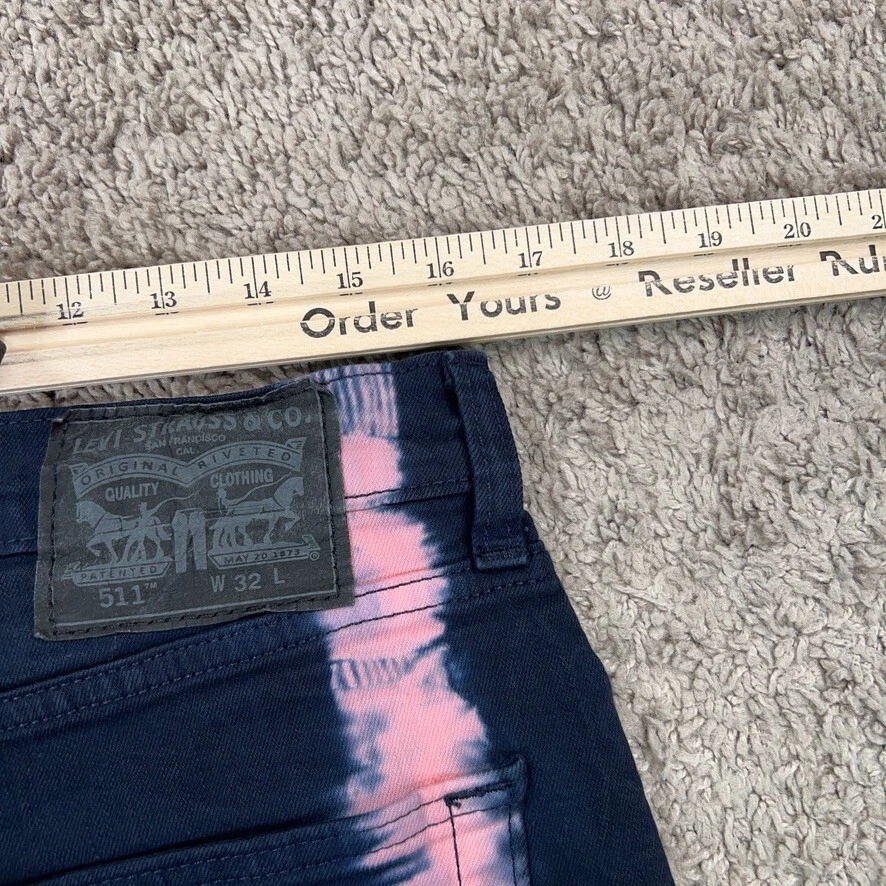 12 13 14 15 16 17 18 19 20
Order Yours @ Reseller
LEVI STRAUSS & CO.
SAN FRANCISCO
CAL.
ORIGINAL RIVETED
QUALITY CLOTHING
PATENTED MAY 20 1873
511™ W 32 L